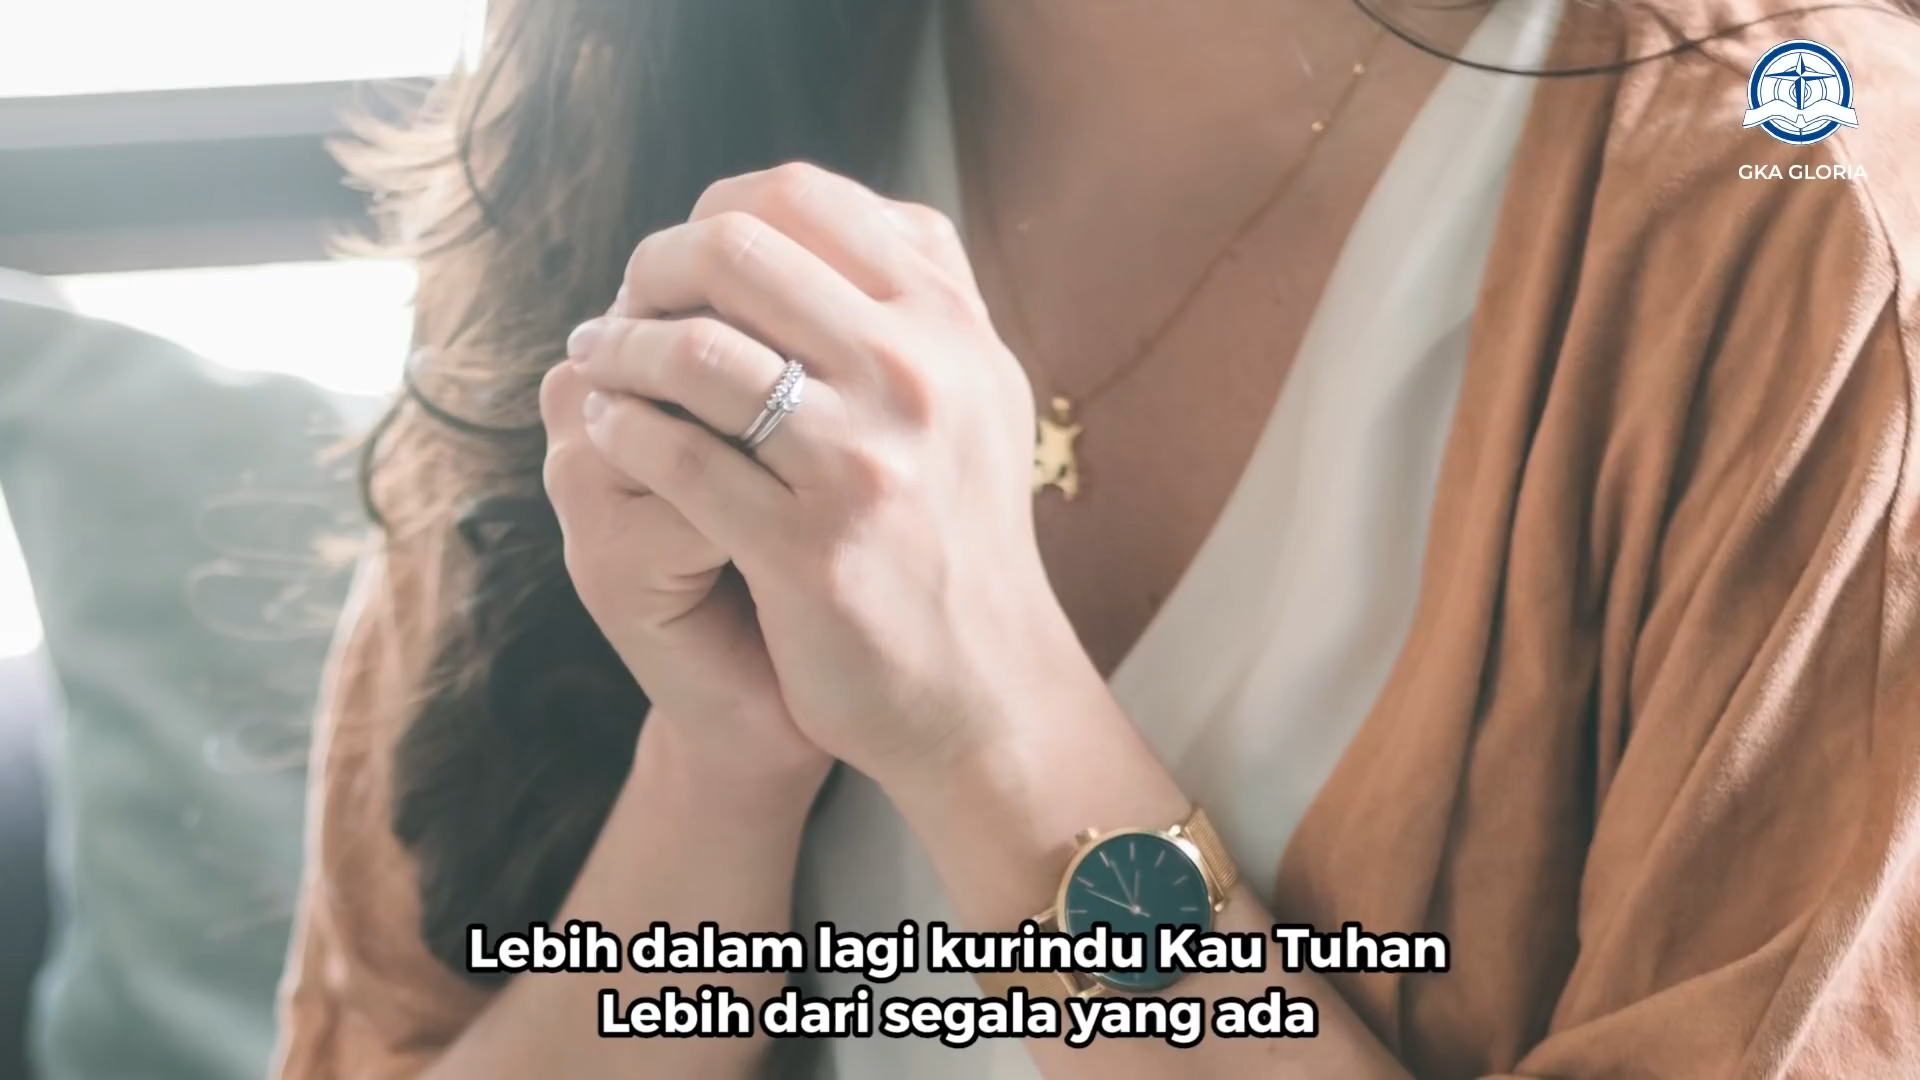 GKA GLORIA
Lebih dalam lagi kurindu Kau Tuhan
Lebih dari segala yang ada